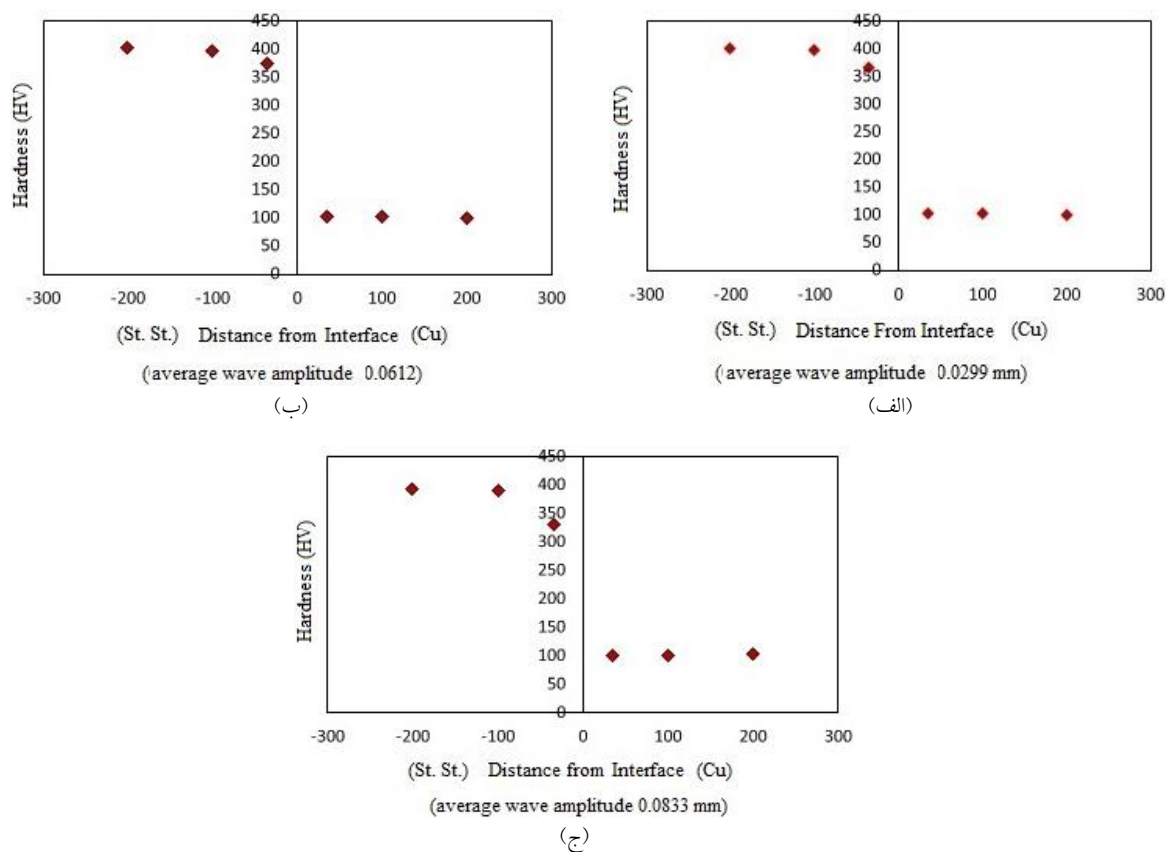 Hardness (HV)
450
400
350
300
250
200
150
100
50
0
-300 -200 -100 0 100 200 300
(St. St.) Distance From Interface (Cu)
(average wave amplitude 0.0299 mm)
(الف)
Hardness (HV)
450
400
350
300
250
200
150
100
50
0
-300 -200 -100 0 100 200 300
(St. St.) Distance from Interface (Cu)
(average wave amplitude 0.0612)
(ب)
Hardness (HV)
450
400
350
300
250
200
150
100
50
0
-300 -200 -100 0 100 200 300
(St. St.) Distance from Interface (Cu)
(average wave amplitude 0.0833 mm)
(ج)